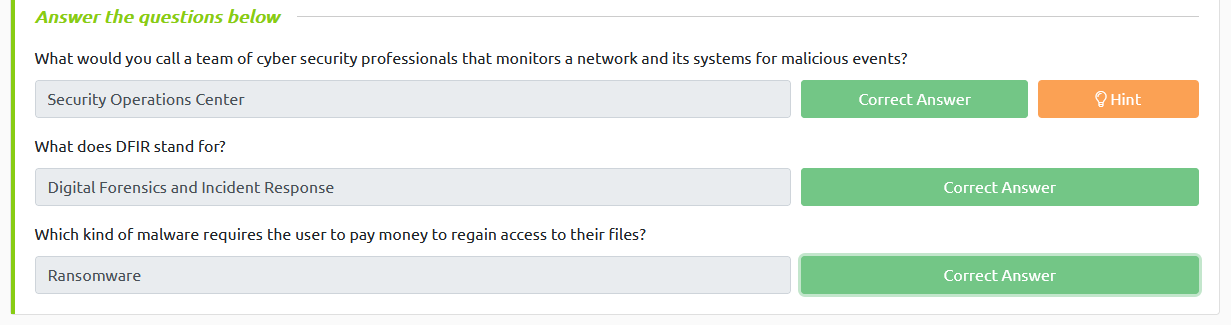 Answer the questions below
What would you call a team of cyber security professionals that monitors a network and its systems for malicious events?
Security Operations Center
Correct Answer
Hint
What does DFIR stand for?
Digital Forensics and Incident Response
Correct Answer
Which kind of malware requires the user to pay money to regain access to their files?
Ransomware
Correct Answer